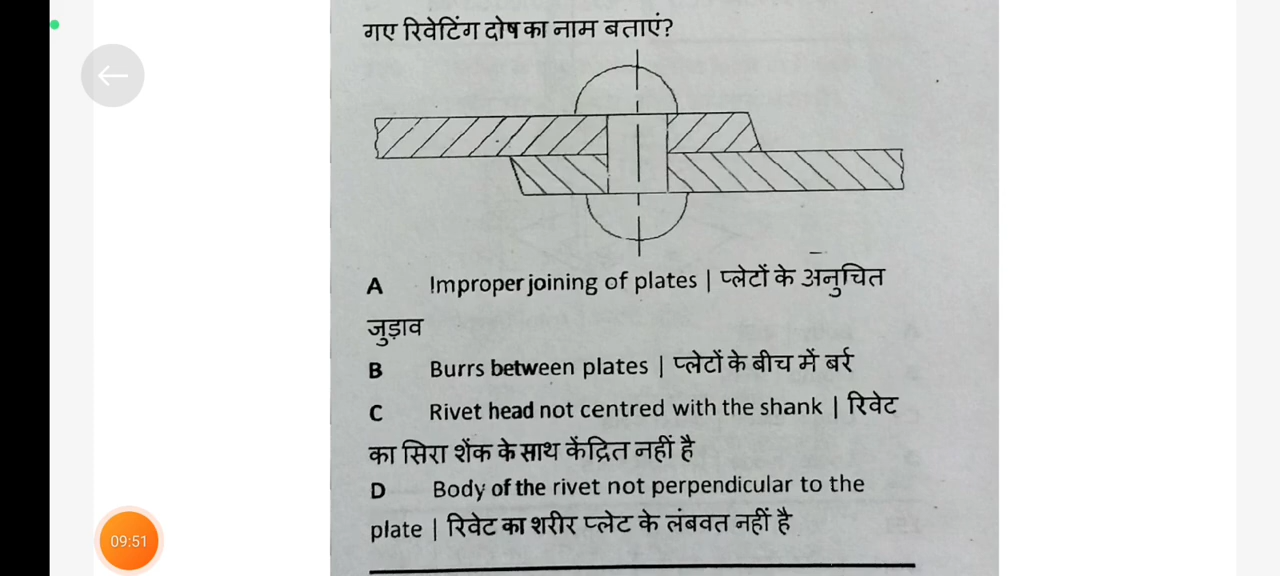 गए रिवेटिंग दोष का नाम बताएं?
A Improper joining of plates | प्लेटों के अनुचित
जुड़ाव
B Burrs between plates | प्लेटों के बीच में बर्र
C Rivet head not centred with the shank | रिवेट
का सिरा शैंक के साथ केंद्रित नहीं है
D Body of the rivet not perpendicular to the
plate | रिवेट का शरीर प्लेट के लंबवत नहीं है
09:51